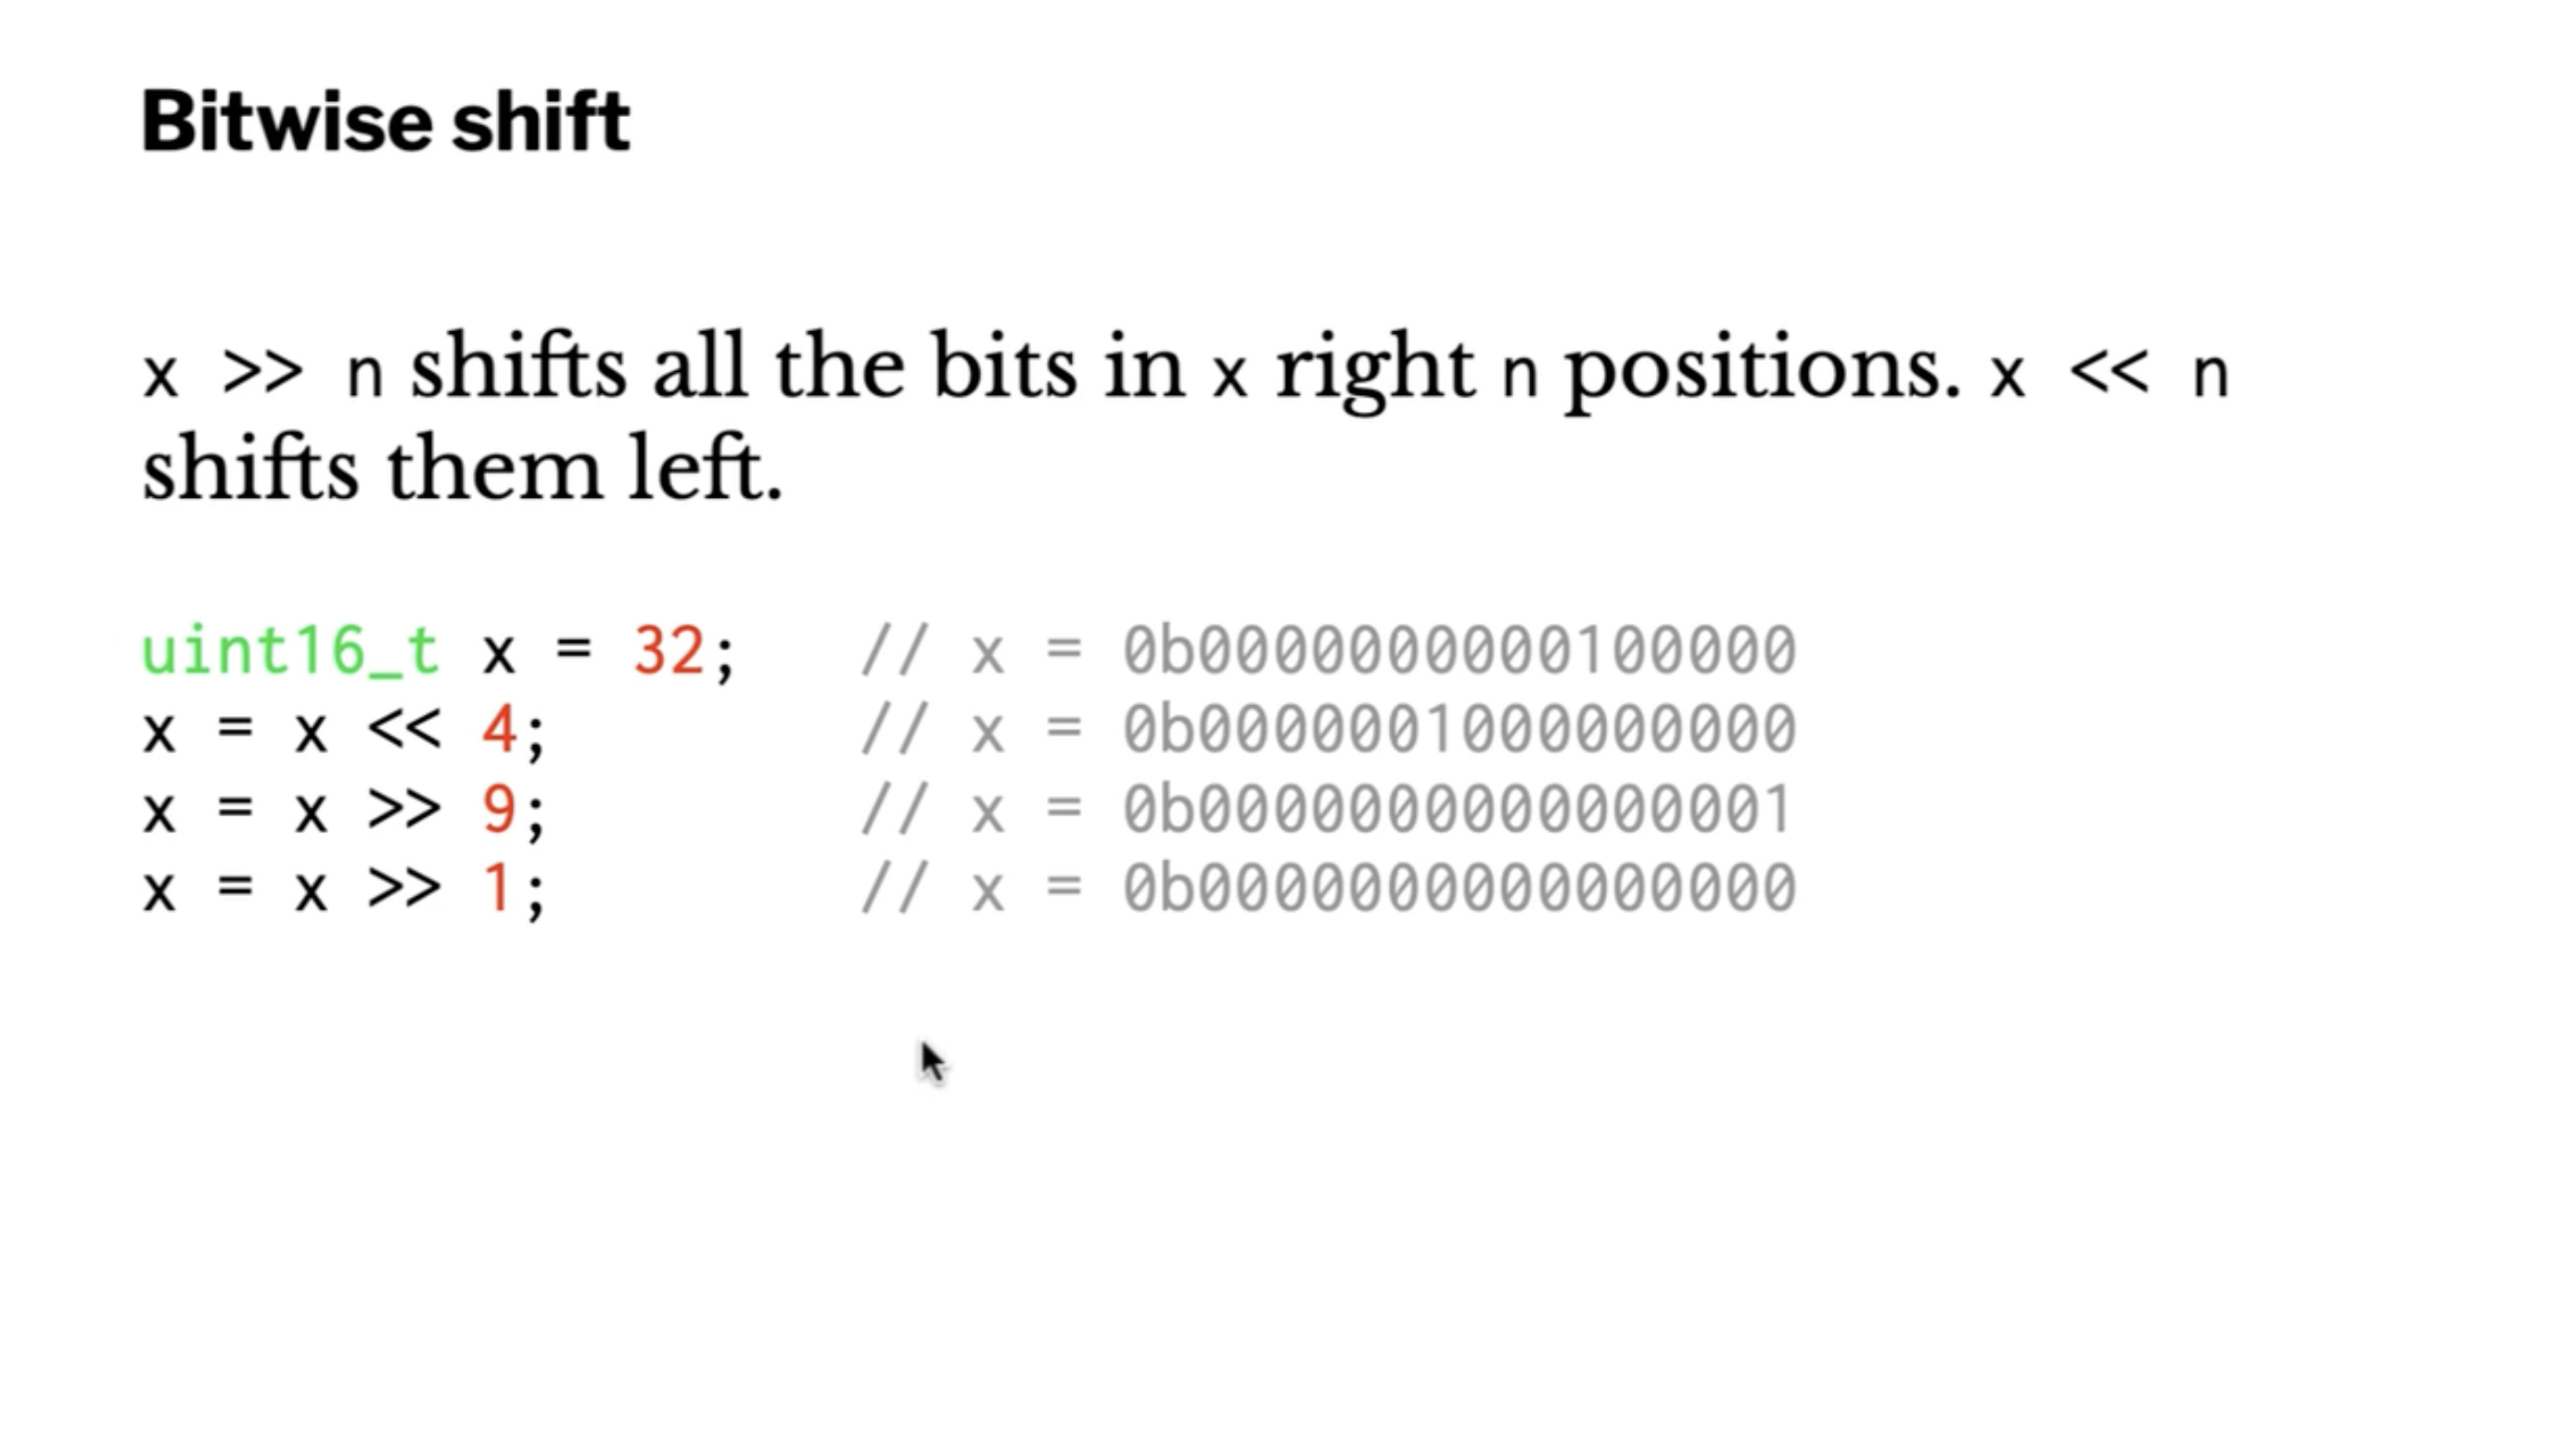 Bitwise shift
x >> n shifts all the bits in x right n positions. x << n
shifts them left.
uint16_t x = 32;   // x = 0b0000000000100000
x = x << 4;        // x = 0b0000001000000000
x = x >> 9;        // x = 0b0000000000000001
x = x >> 1;        // x = 0b0000000000000000